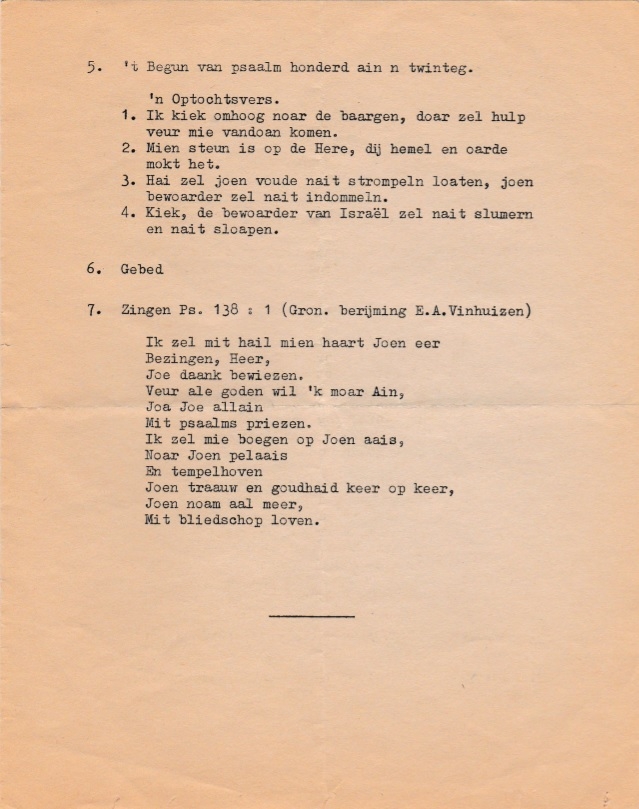 5. 't Begun van psaalm honderd ain n twinteg.
'n Optochtsvers.
1. Ik kiek omhoog noar de baargen, doar zel hulp
veur mie vandoan komen.
2. Mien steun is op de Here, dij hemel en oarde
mokt het.
3. Hai zel joen voude nait strompeln loaten, joen
bewoarder zel nait indommeln.
4. Kiek, de bewoarder van Israël zel nait slumern
en nait sloapen.
6. Gebed
7. Zingen Ps. 138 : 1 (Gron. berijming E.A.Vinhuizen)
Ik zel mit hail mien haart Joen eer
Bezingen, Heer,
Joe daank bewiezen.
Veur ale goden wil 'k moar Ain,
Joa Joe allain
Mit psaalms priezen.
Ik zel mie boegen op Joen aais,
Noar Joen pelaais
En tempelhoven
Joen traauw en goudhaid keer op keer,
Joen noam aal meer,
Mit bliedschop loven.